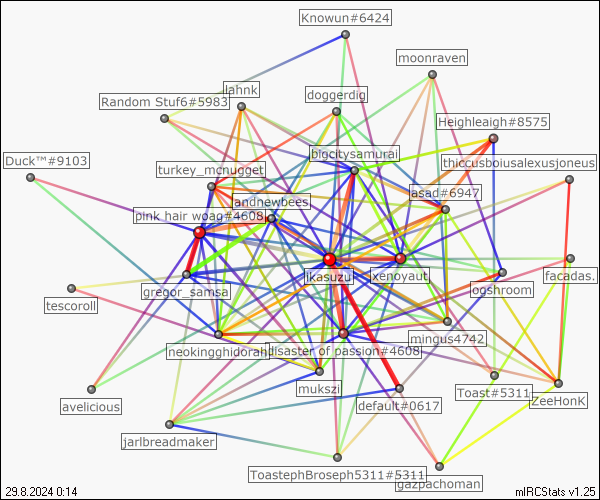 Knowun#6424
moonraven
lahnk
Random Stuf6#5983
doggerdig
Heighleaigh#8575
bigcitysamurai
Duck™#9103
turkey_mcnugget
thiccusboiusalexusjoneus
asad#6947
andnewbees
pink hair woag#4608
ikasuzu
xenoyaut
ogshroom
facadas.
gregor_samsa
tescoroll
mingus4742
neokingghidorah
disaster of passion#4608
mukszi
default#0617
Toast#5311
ZeeHonK
avelicious
jarlbreadmaker
ToastephBroseph5311#5311
gazpachoman
29.8.2024 0:14
mIRCStats v1.25